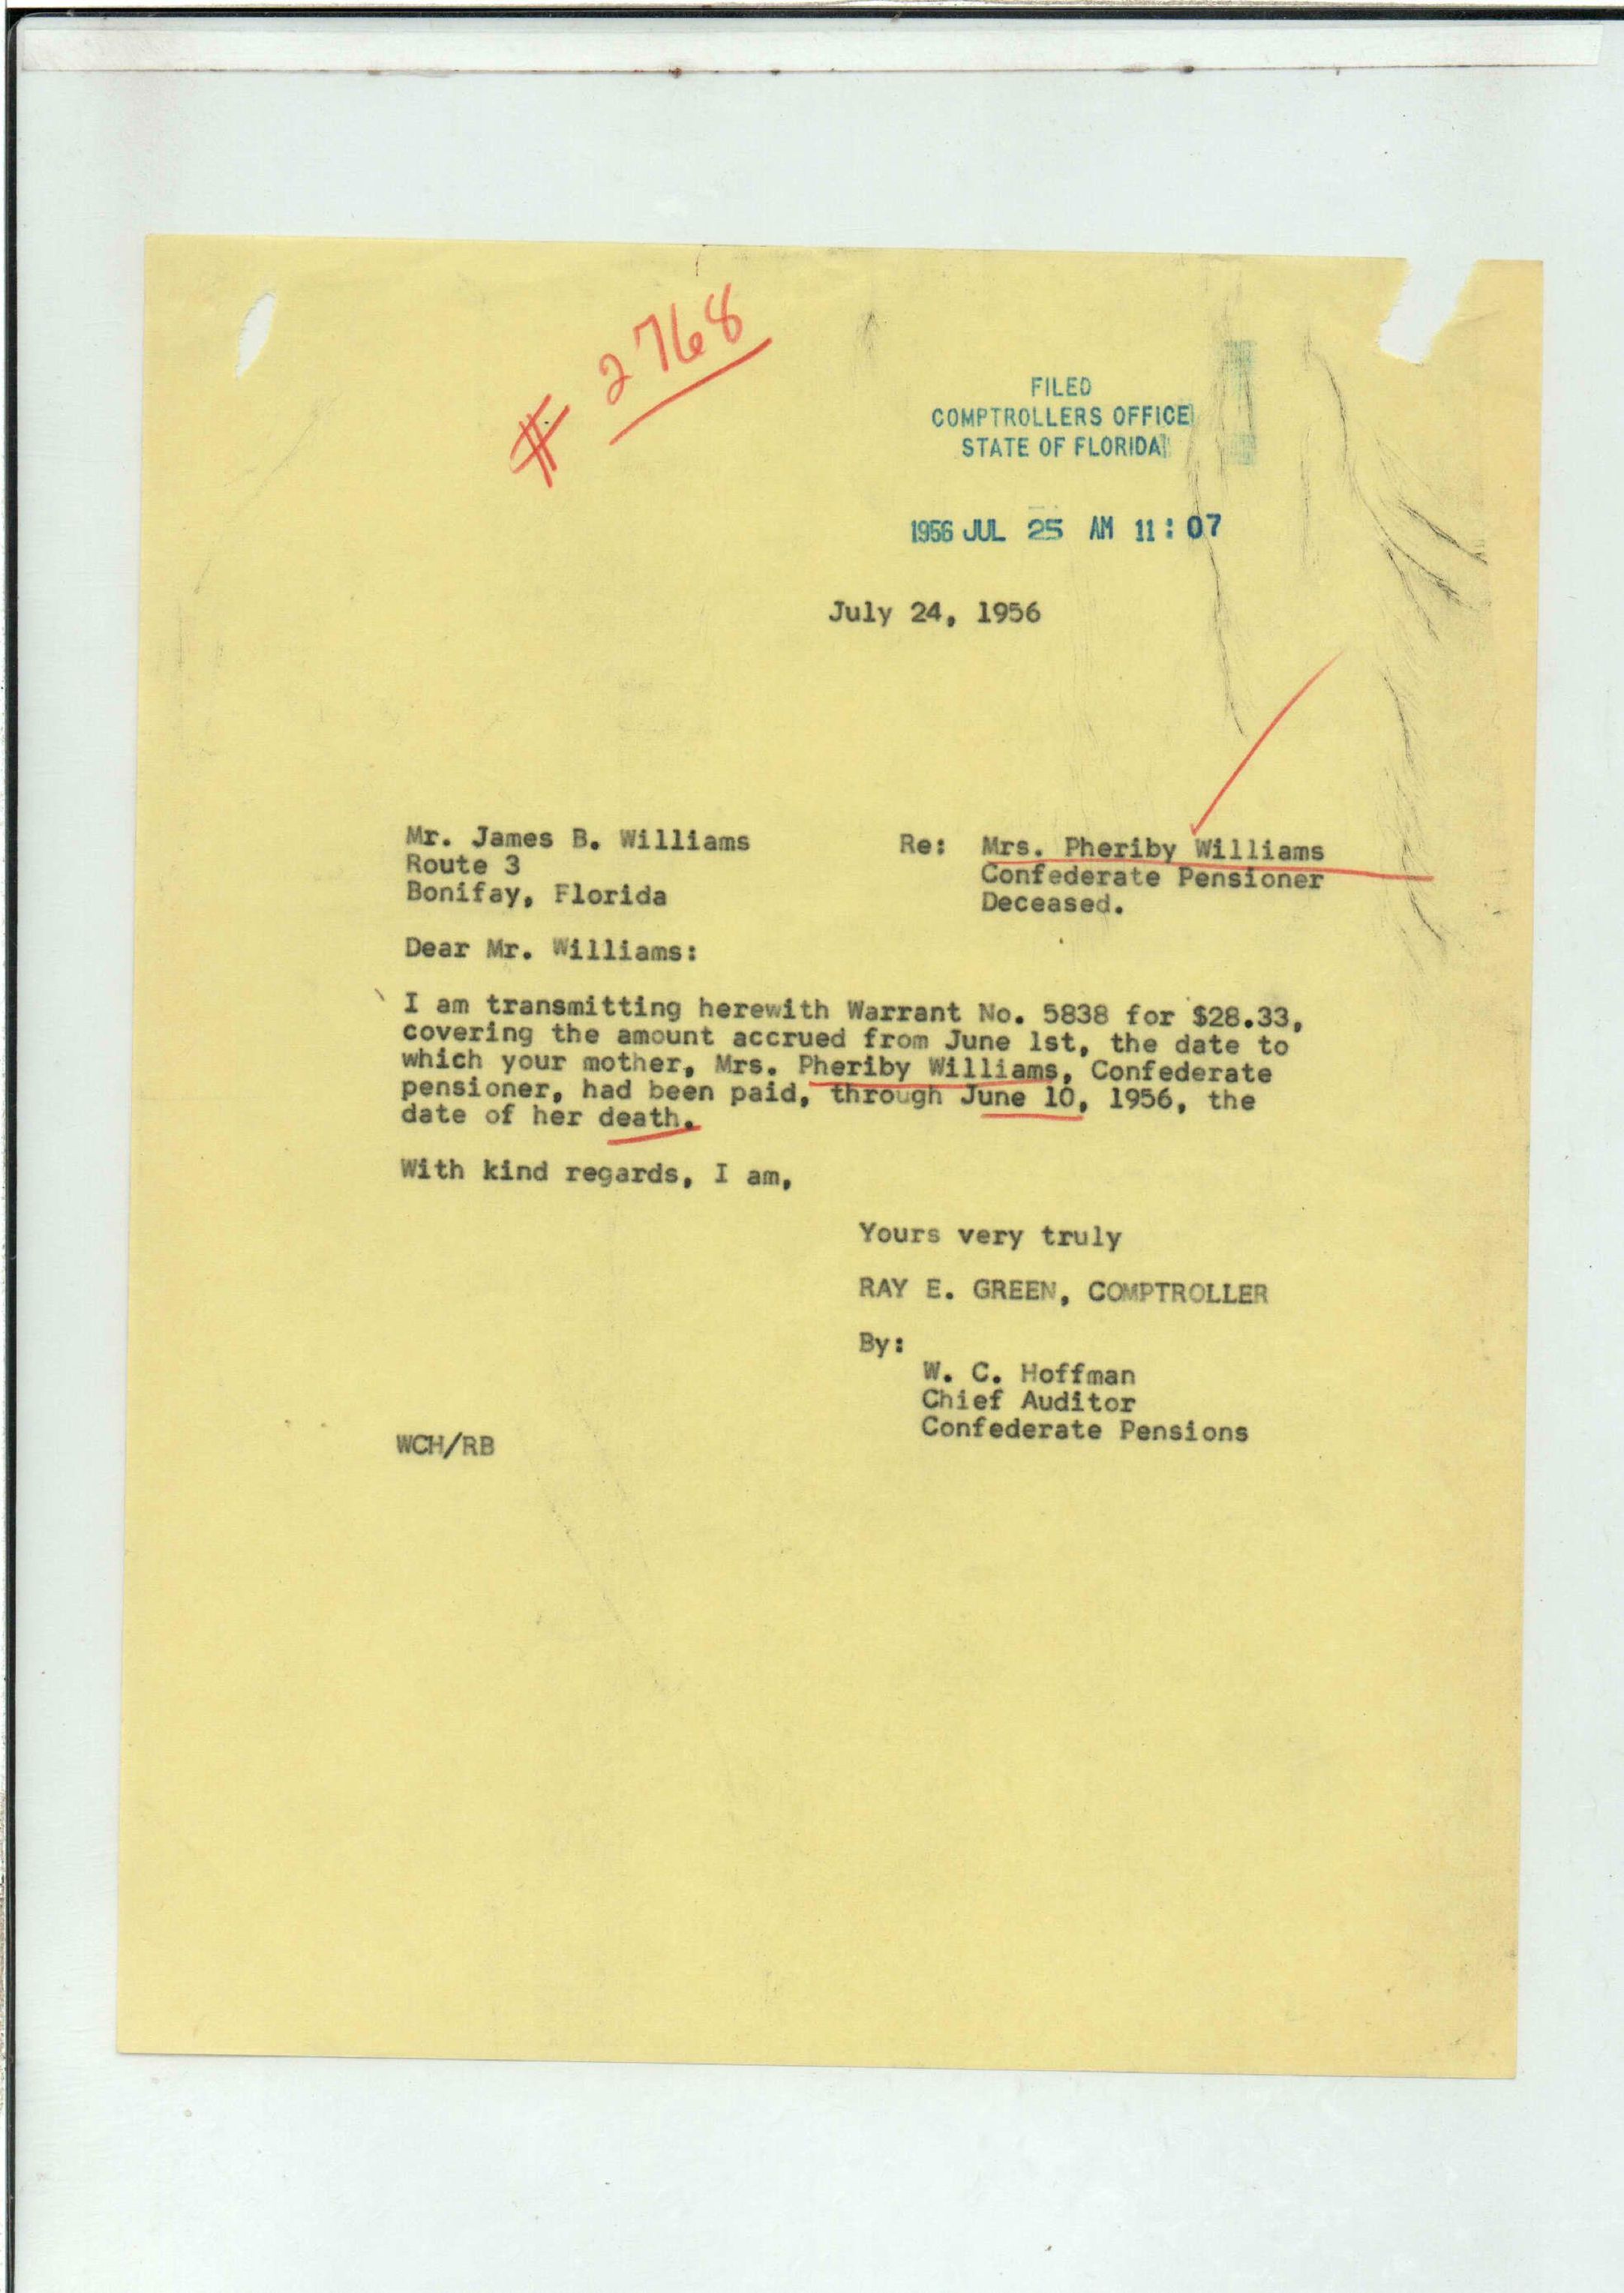 # 2768
FILED
COMPTROLLERS OFFICE
STATE OF FLORIDA
1956 JUL 25 AM 11:07
July 24, 1956
Mr. James B. Williams
Route 3
Bonifay, Florida
Re: Mrs. Pheriby Williams
Confederate Pensioner
Deceased.
Dear Mr. Williams:
I am transmitting herewith Warrant No. 5838 for $28.33,
covering the amount accrued from June 1st, the date to
which your mother, Mrs. Pheriby Williams, Confederate
pensioner, had been paid, through June 10, 1956, the
date of her death.
With kind regards, I am,
Yours very truly
RAY E. GREEN, COMPTROLLER
By:
W. C. Hoffman
Chief Auditor
Confederate Pensions
WCH/RB